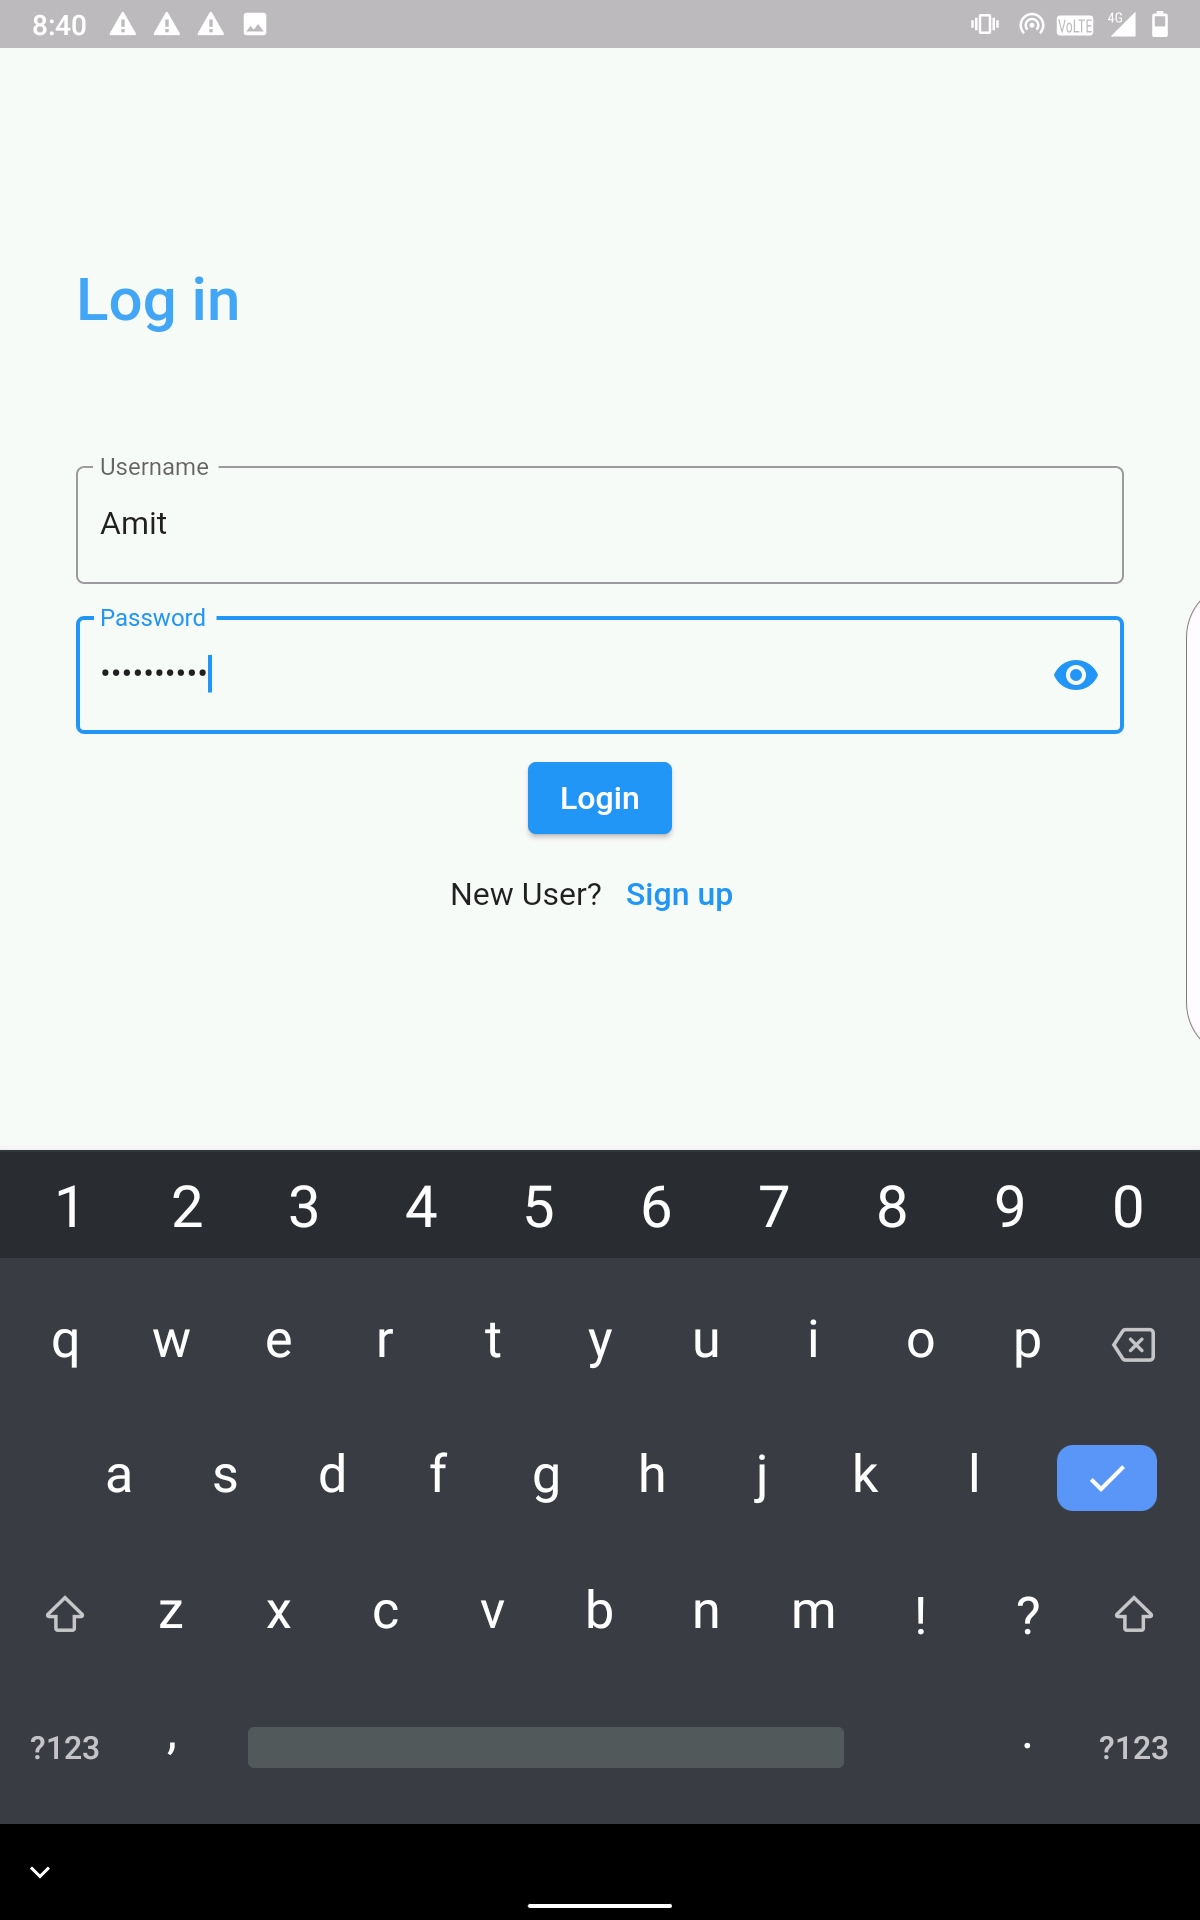 8:40 VoLTE 4G
Log in
Username
Amit
Password
••••••••••
Login
New User? Sign up
1 2 3 4 5 6 7 8 9 0
q w e r t y u i o p
a s d f g h j k l
z x c v b n m ! ?
?123 , . ?123